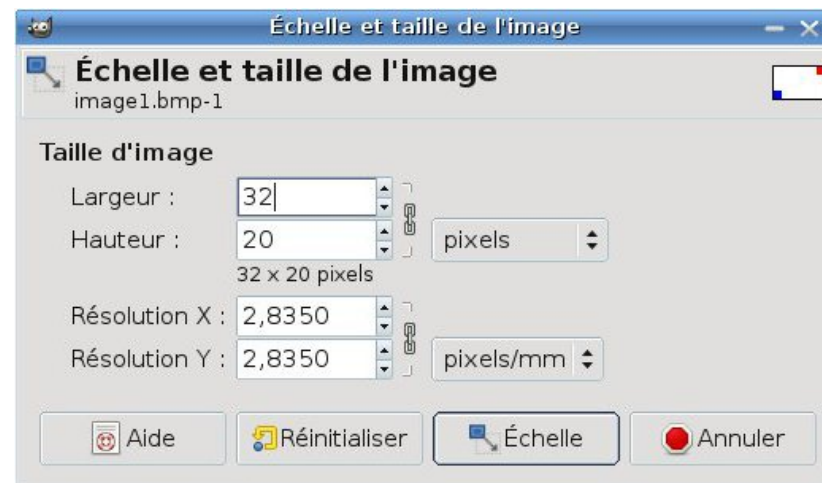 Échelle et taille de l'image
Échelle et taille de l'image
image1.bmp-1
Taille d'image
Largeur : 32
Hauteur : 20 pixels
32 x 20 pixels
Résolution X : 2,8350
Résolution Y : 2,8350 pixels/mm
Aide Réinitialiser Échelle Annuler